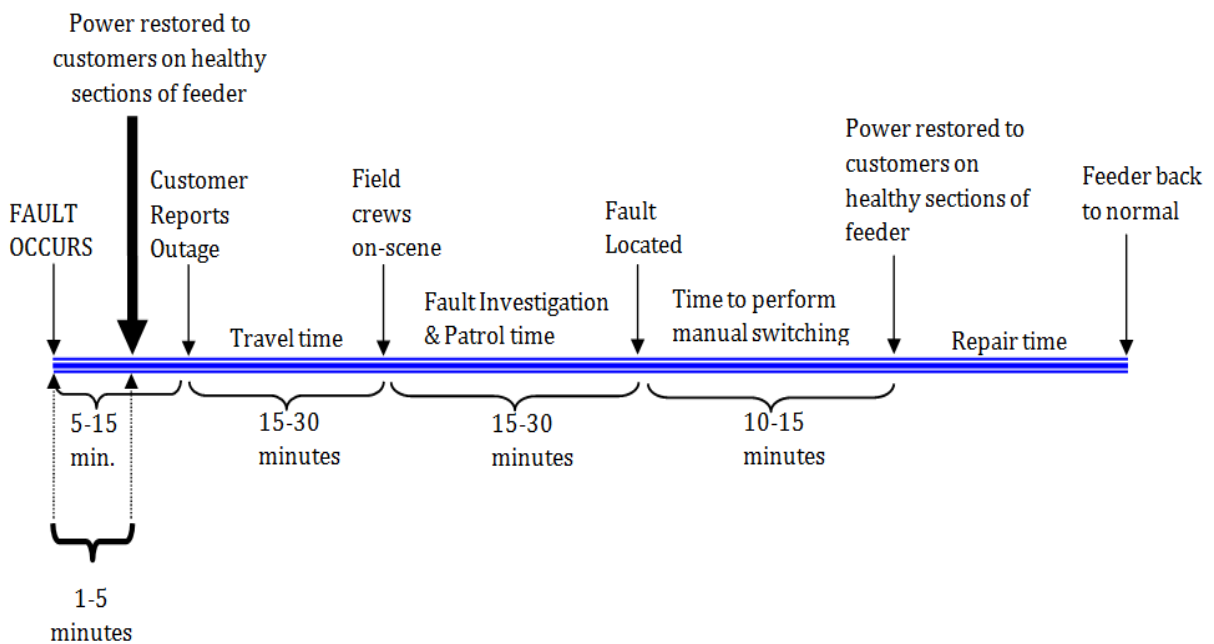 Power restored to
customers on healthy
sections of feeder
FAULT
OCCURS
Customer
Reports
Outage
Field
crews
on-scene
Fault
Located
Power restored to
customers on
healthy sections of
feeder
Feeder back
to normal
Travel time
Fault Investigation
& Patrol time
Time to perform
manual switching
Repair time
5-15
min.
15-30
minutes
15-30
minutes
10-15
minutes
1-5
minutes